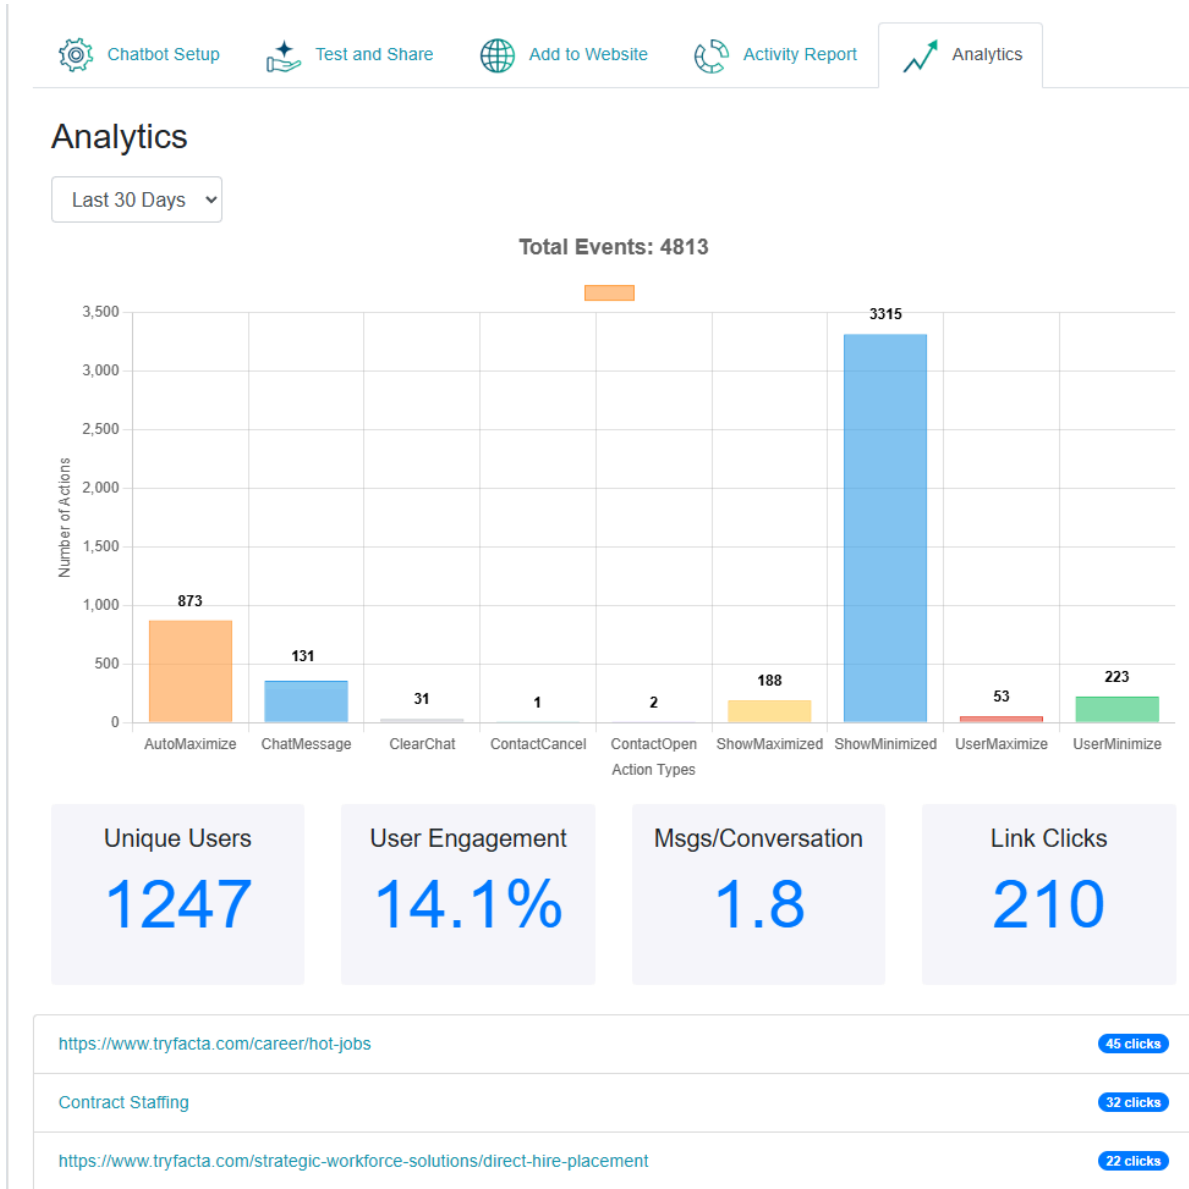 Chatbot Setup
Test and Share
Add to Website
Activity Report
Analytics
Analytics
Last 30 Days
Total Events: 4813
3,500
3,000
2,500
2,000
1,500
1,000
500
0
Number of Actions
873
131
31
1
2
188
3315
53
223
AutoMaximize
ChatMessage
ClearChat
ContactCancel
ContactOpen
ShowMaximized
ShowMinimized
UserMaximize
UserMinimize
Action Types
Unique Users
1247
User Engagement
14.1%
Msgs/Conversation
1.8
Link Clicks
210
https://www.tryfacta.com/career/hot-jobs 45 clicks
Contract Staffing 32 clicks
https://www.tryfacta.com/strategic-workforce-solutions/direct-hire-placement 22 clicks